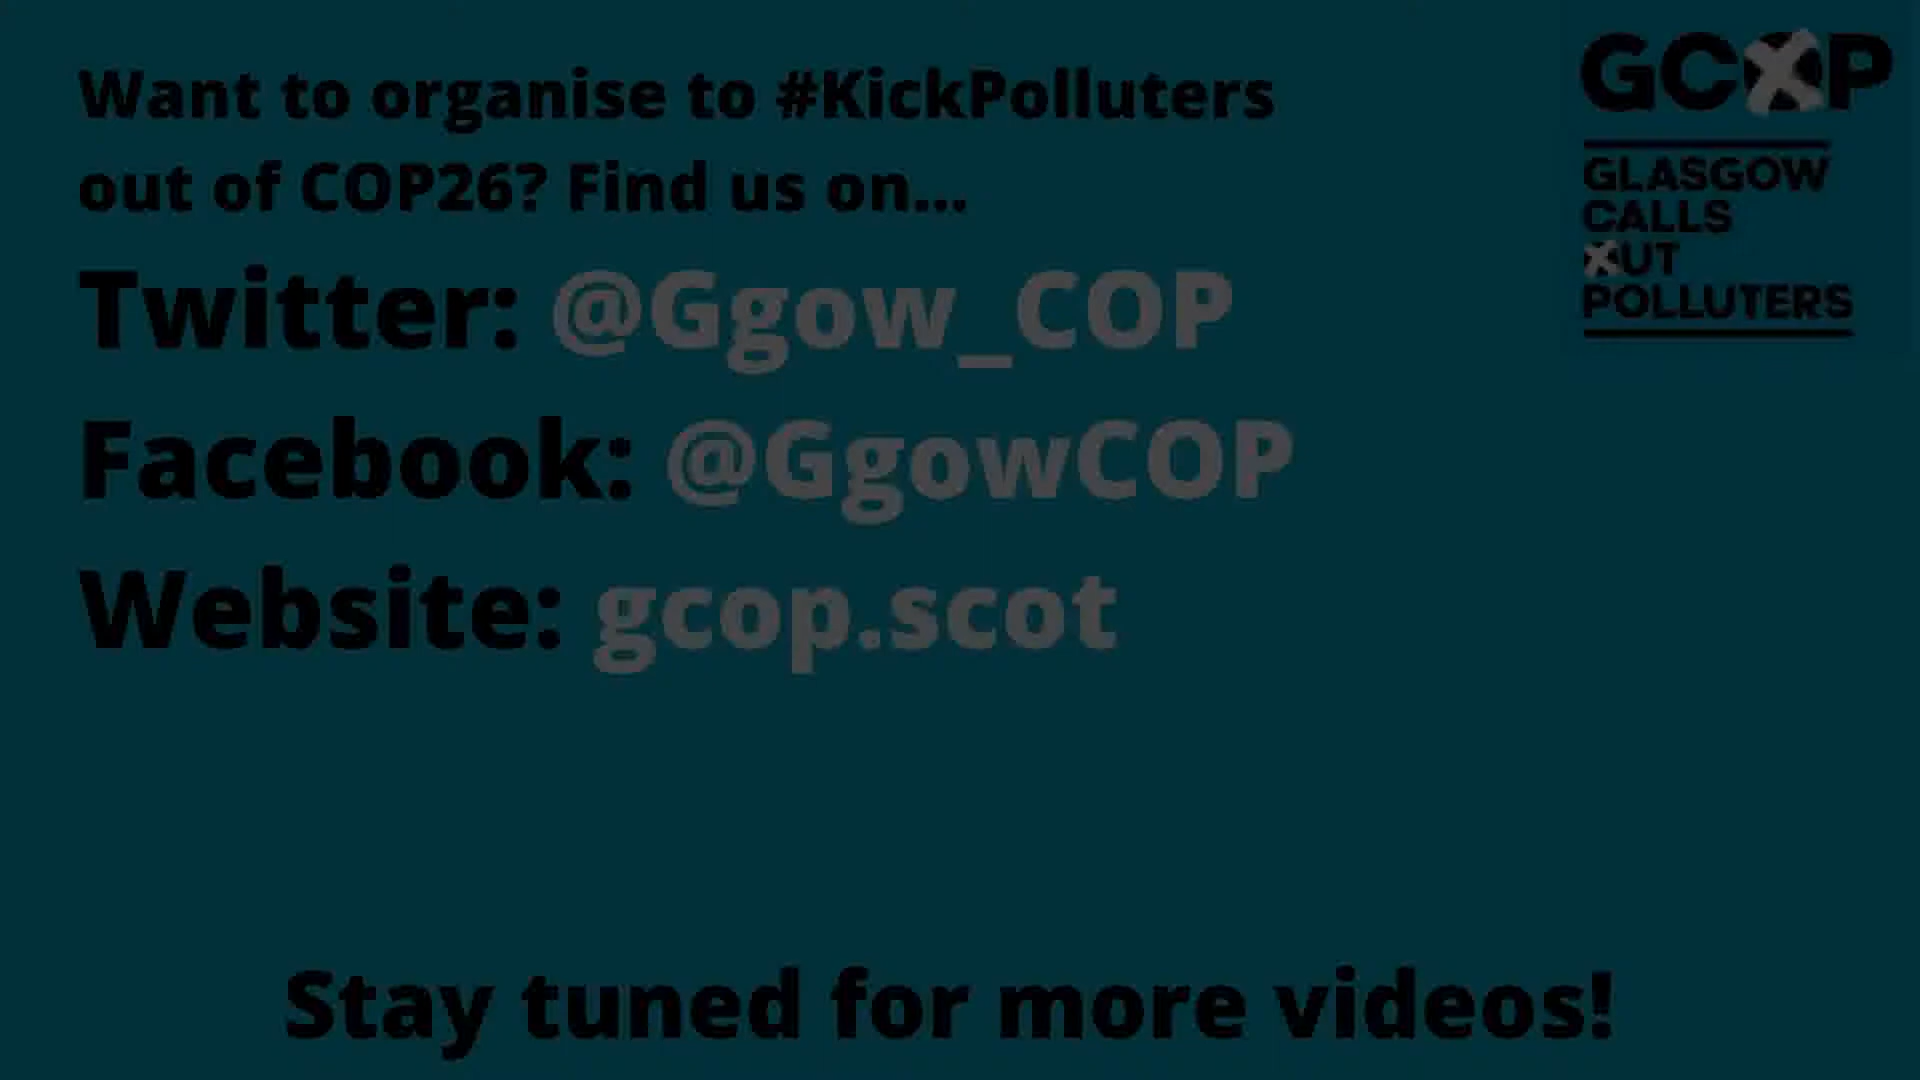 Want to organise to #KickPolluters
out of COP26? Find us on...
Twitter: @Ggow_COP
Facebook: @GgowCOP
Website: gcop.scot
Stay tuned for more videos!
GCOP
GLASGOW
CALLS
OUT
POLLUTERS